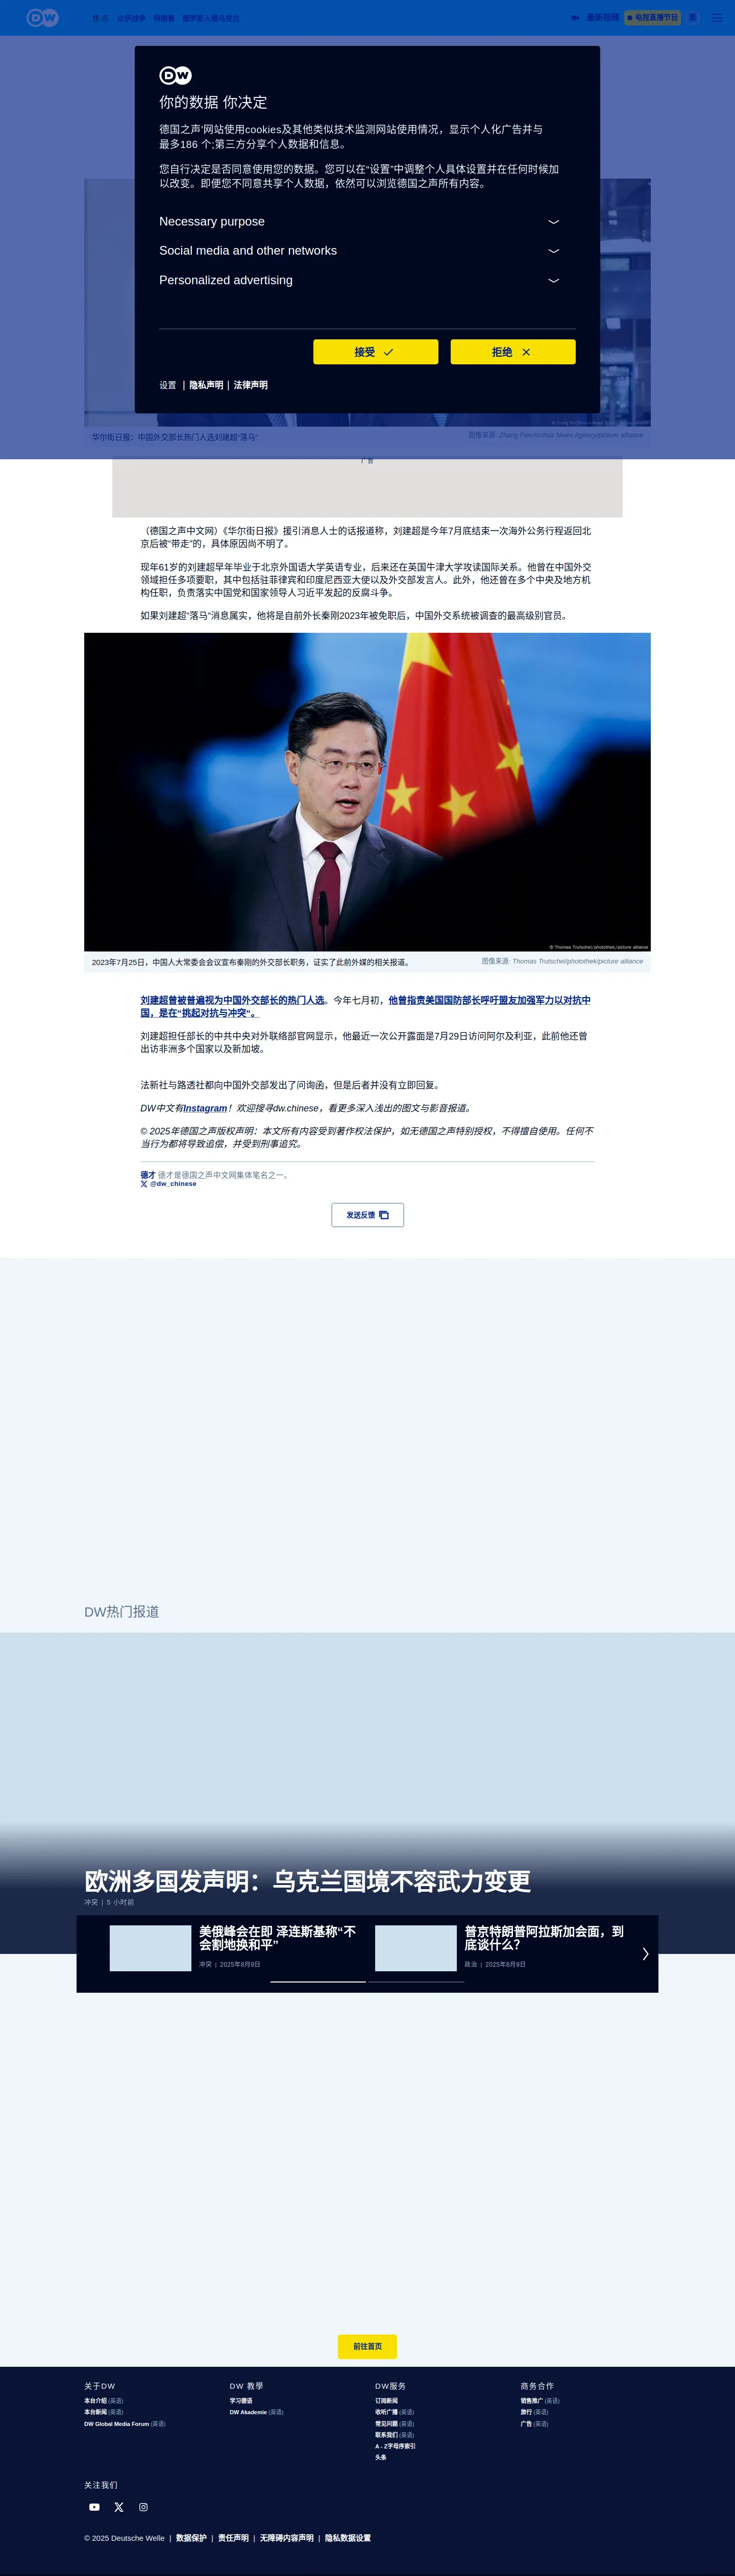 DW
焦点 以伊战争 特朗普 俄罗斯入侵乌克兰
最新视频 电视直播节目 繁
DW
你的数据 你决定
德国之声'网站使用cookies及其他类似技术监测网站使用情况，显示个人化广告并与
最多186 个;第三方分享个人数据和信息。
您自行决定是否同意使用您的数据。您可以在“设置”中调整个人具体设置并在任何时候加
以改变。即便您不同意共享个人数据，依然可以浏览德国之声所有内容。
Necessary purpose
Social media and other networks
Personalized advertising
接受 拒绝
设置 | 隐私声明 | 法律声明
华尔街日报：中国外交部长热门人选刘建超“落马”
图像来源: Zhang Fan/Xinhua News Agency/picture alliance
广告
（德国之声中文网）《华尔街日报》援引消息人士的话报道称，刘建超是今年7月底结束一次海外公务行程返回北
京后被“带走”的，具体原因尚不明了。
现年61岁的刘建超早年毕业于北京外国语大学英语专业，后来还在英国牛津大学攻读国际关系。他曾在中国外交
领域担任多项要职，其中包括驻菲律宾和印度尼西亚大使以及外交部发言人。此外，他还曾在多个中央及地方机
构任职，负责落实中国党和国家领导人习近平发起的反腐斗争。
如果刘建超“落马”消息属实，他将是自前外长秦刚2023年被免职后，中国外交系统被调查的最高级别官员。
© Thomas Trutschel/photothek/picture alliance
2023年7月25日，中国人大常委会会议宣布秦刚的外交部长职务，证实了此前外媒的相关报道。
图像来源: Thomas Trutschel/photothek/picture alliance
刘建超曾被普遍视为中国外交部长的热门人选。今年七月初，他曾指责美国国防部长呼吁盟友加强军力以对抗中
国，是在“挑起对抗与冲突“。
刘建超担任部长的中共中央对外联络部官网显示，他最近一次公开露面是7月29日访问阿尔及利亚，此前他还曾
出访非洲多个国家以及新加坡。
法新社与路透社都向中国外交部发出了问询函，但是后者并没有立即回复。
DW中文有Instagram！欢迎搜寻dw.chinese，看更多深入浅出的图文与影音报道。
© 2025年德国之声版权声明：本文所有内容受到著作权法保护，如无德国之声特别授权，不得擅自使用。任何不
当行为都将导致追偿，并受到刑事追究。
德才 德才是德国之声中文网集体笔名之一。
@dw_chinese
发送反馈
DW热门报道
欧洲多国发声明：乌克兰国境不容武力变更
冲突 | 5 小时前
美俄峰会在即 泽连斯基称“不
会割地换和平”
冲突 | 2025年8月9日
普京特朗普阿拉斯加会面，到
底谈什么？
政治 | 2025年8月9日
前往首页
关于DW
本台介绍 (英语)
本台新闻 (英语)
DW Global Media Forum (英语)
DW 教學
学习德语
DW Akademie (英语)
DW服务
订阅新闻
收听广播 (英语)
常见问题 (英语)
联系我们 (英语)
A - Z字母序索引
头条
商务合作
销售推广 (英语)
旅行 (英语)
广告 (英语)
关注我们
© 2025 Deutsche Welle | 数据保护 | 责任声明 | 无障碍内容声明 | 隐私数据设置